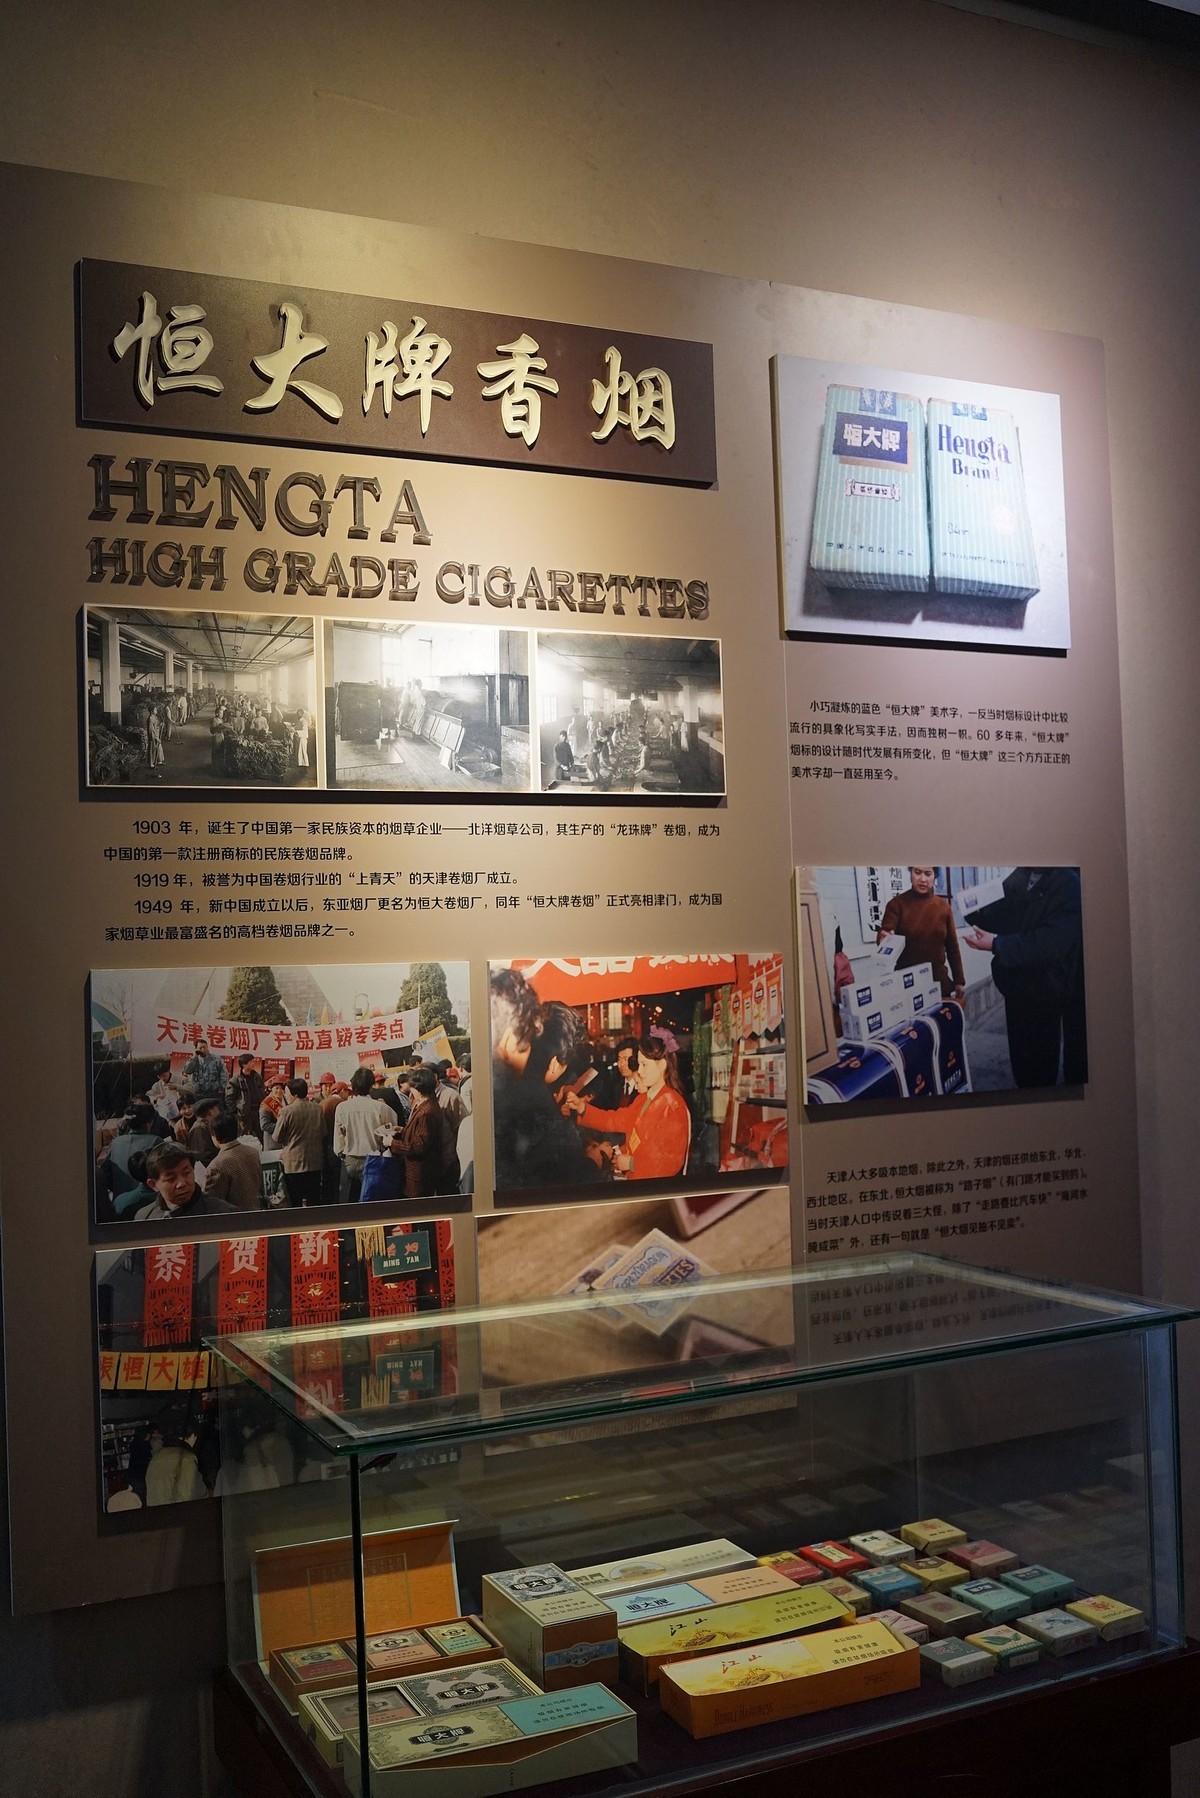 恒大牌香烟
HENGTA
HIGH GRADE CIGARETTES
1903 年，诞生了中国第一家民族资本的烟草企业——北洋烟草公司，其生产的“龙珠牌”卷烟，成为
中国的第一款注册商标的民族卷烟品牌。
1919年，被誉为中国卷烟行业的“上青天”的天津卷烟厂成立。
1949 年，新中国成立以后，东亚烟厂更名为恒大卷烟厂，同年“恒大牌卷烟”正式亮相津门，成为国
家烟草业最富盛名的高档卷烟品牌之一。
恒大牌
Hengta
Brand
小巧凝炼的蓝色“恒大牌”美术字，一反当时烟标设计中比较
流行的具象化写实手法，因而独树一帜。60 多年来，“恒大牌”
烟标的设计随时代发展有所变化，但“恒大牌”这三个方方正正的
美术字却一直延用至今。
烟草
天津卷烟厂产品直销专卖点
天津人大多吸本地烟，除此之外，天津的烟还供给东北，华北，
西北地区。在东北，恒大烟被称为“路子烟”（有门路才能买到的）。
当时天津人口中传说着三大怪，除了“走路赛比汽车快”“海河水
腌咸菜”外，还有一句就是“恒大烟见抽不见卖”。
恭贺新
MING YAN
恒大雄
恒大牌
恒大牌
江山
江山
恒大牌
恒大牌